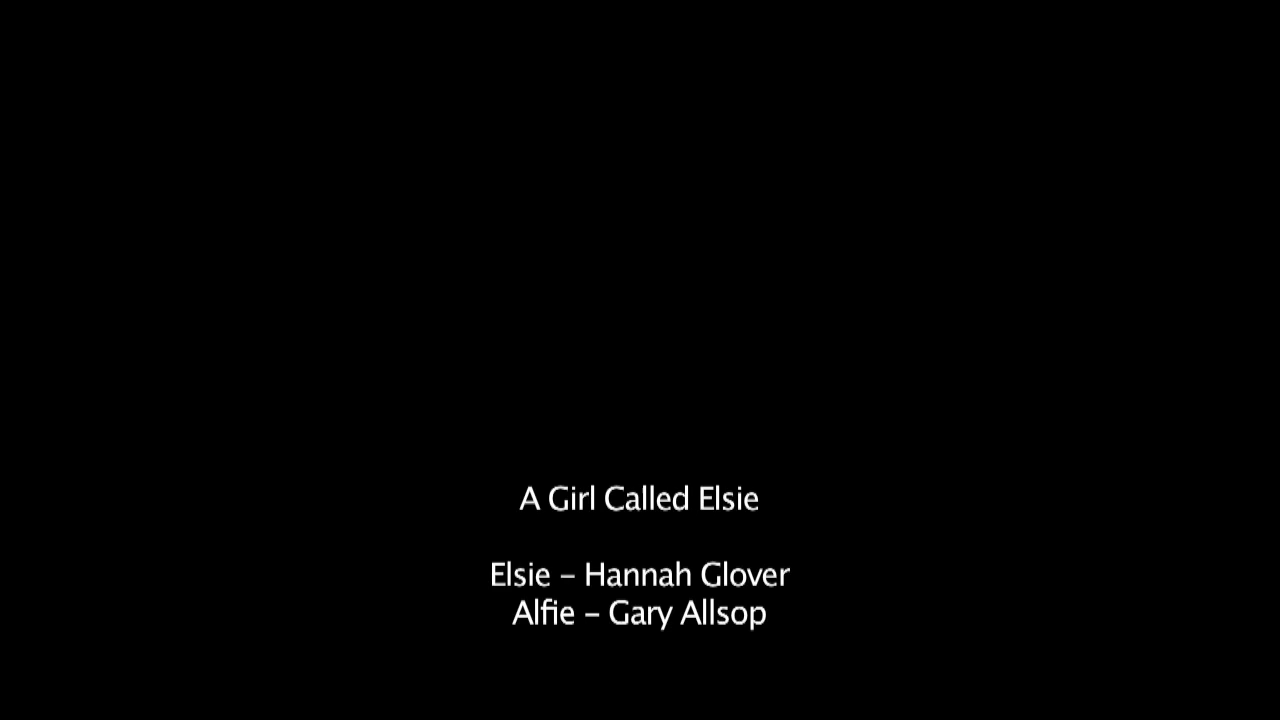 A Girl Called Elsie
Elsie – Hannah Glover
Alfie – Gary Allsop